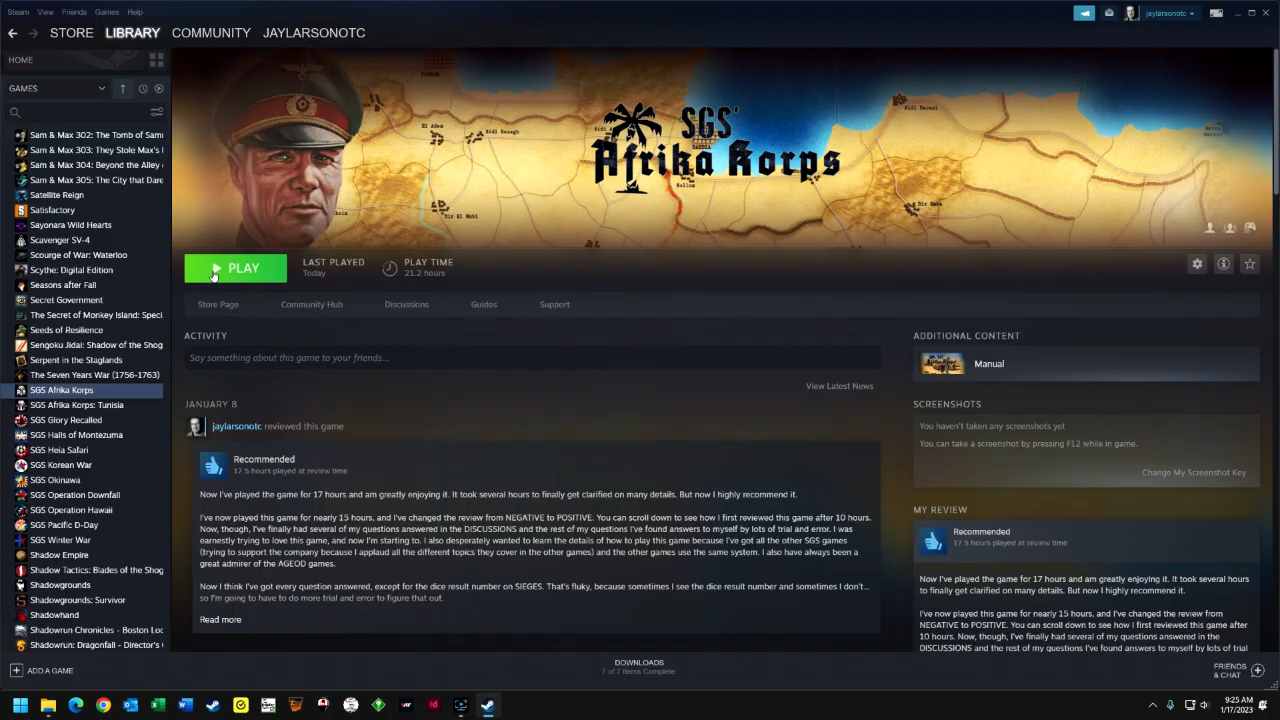 Steam View Friends Games Help
jaylarsonotc
STORE LIBRARY COMMUNITY JAYLARSONOTC
HOME
GAMES
Sam & Max 302: The Tomb of Samm
Sam & Max 303: They Stole Max's
Sam & Max 304: Beyond the Alley
Sam & Max 305: The City that Dare
Satellite Reign
Satisfactory
Sayonara Wild Hearts
Scavenger SV-4
Scourge of War: Waterloo
Scythe: Digital Edition
Seasons after Fall
Secret Government
The Secret of Monkey Island: Speci
Seeds of Resilience
Sengoku Jidai: Shadow of the Shog
Serpent in the Staglands
The Seven Years War (1756-1763)
SGS Afrika Korps
SGS Afrika Korps: Tunisia
SGS Glory Recalled
SGS Halls of Montezuma
SGS Heia Safari
SGS Korean War
SGS Okinawa
SGS Operation Downfall
SGS Operation Hawaii
SGS Pacific D-Day
SGS Winter War
Shadow Empire
Shadow Tactics: Blades of the Shog
Shadowgrounds
Shadowgrounds: Survivor
Shadowhand
Shadowrun Chronicles - Boston Loc
Shadowrun: Dragonfall - Director's
ADD A GAME
El Adem
Sidi Rezegh
Sidi Barani
SGS
Afrika Korps
Sollum
Bir El Gubi
Bir Enba
PLAY
LAST PLAYED
Today
PLAY TIME
21.2 hours
Store Page Community Hub Discussions Guides Support
ACTIVITY
Say something about this game to your friends...
View Latest News
JANUARY 8
jaylarsonotc reviewed this game
Recommended
17.5 hours played at review time
Now I've played the game for 17 hours and am greatly enjoying it. It took several hours to finally get clarified on many details. But now I highly recommend it.
I've now played this game for nearly 15 hours, and I've changed the review from NEGATIVE to POSITIVE. You can scroll down to see how I first reviewed this game after 10 hours.
Now, though, I've finally had several of my questions answered in the DISCUSSIONS and the rest of my questions I've found answers to myself by lots of trial and error. I was
earnestly trying to love this game, and now I'm starting to. I also desperately wanted to learn the details of how to play this game because I've got all the other SGS games
(trying to support the company because I applaud all the different topics they cover in the other games) and the other games use the same system. I also have always been a
great admirer of the AGEOD games.
Now I think I've got every question answered, except for the dice result number on SIEGES. That's fluky, because sometimes I see the dice result number and sometimes I don't...
so I'm going to have to do more trial and error to figure that out.
Read more
ADDITIONAL CONTENT
Manual
SCREENSHOTS
You haven't taken any screenshots yet
You can take a screenshot by pressing F12 while in game.
Change My Screenshot Key
MY REVIEW
Recommended
17.5 hours played at review time
Now I've played the game for 17 hours and am greatly enjoying it. It took several hours
to finally get clarified on many details. But now I highly recommend it.
I've now played this game for nearly 15 hours, and I've changed the review from
NEGATIVE to POSITIVE. You can scroll down to see how I first reviewed this game after
10 hours. Now, though, I've finally had several of my questions answered in the
DISCUSSIONS and the rest of my questions I've found answers to myself by lots of trial
DOWNLOADS
7 of 7 Items Complete
FRIENDS
& CHAT
9:25 AM
1/17/2023